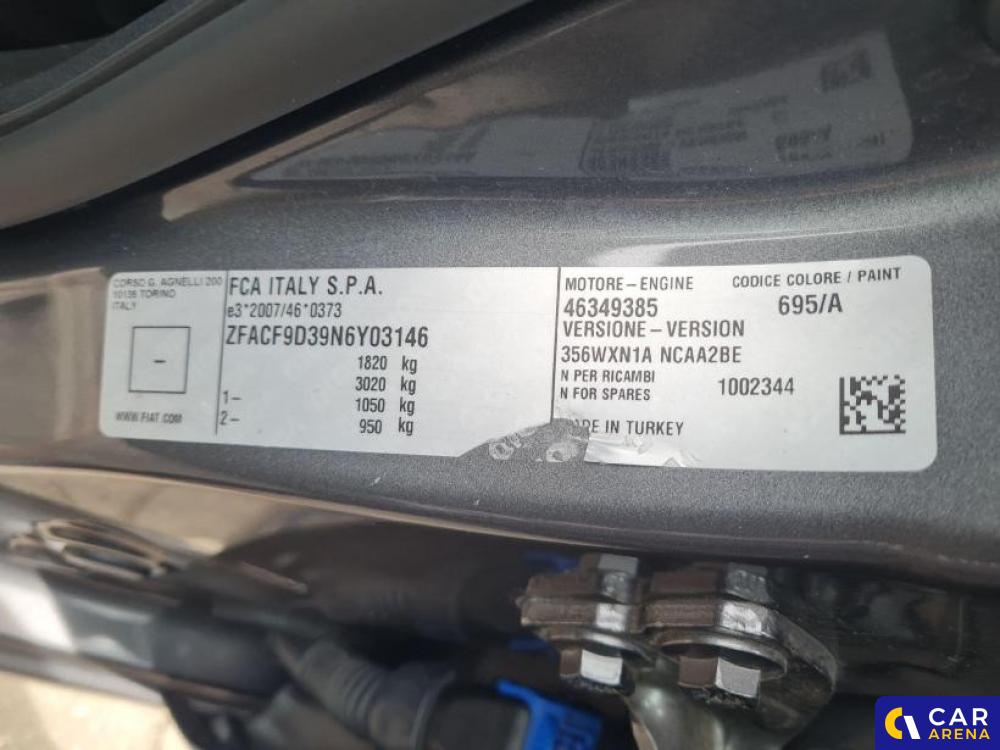 CORSO G. AGNELLI 200
10135 TORINO
ITALY
-
WWW.FIAT.COM
FCA ITALY S.P.A.
e3*2007/46*0373
ZFACF9D39N6Y03146
1820 kg
3020 kg
1- 1050 kg
2- 950 kg
MOTORE-ENGINE
46349385
CODICE COLORE / PAINT
695/A
VERSIONE-VERSION
356WXN1A NCAA2BE
N PER RICAMBI
N FOR SPARES
1002344
IN TURKEY
CAR
ARENA